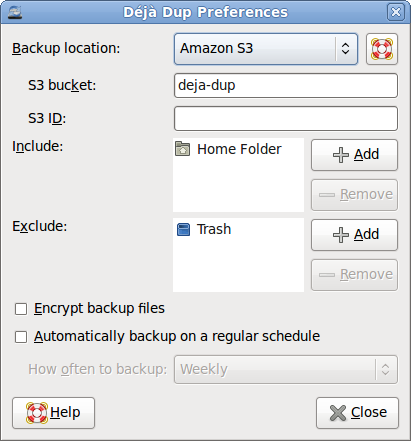 Déjà Dup Preferences
Backup location: Amazon S3
S3 bucket: deja-dup
S3 ID:
Include: Home Folder Add
Remove
Exclude: Trash Add
Remove
Encrypt backup files
Automatically backup on a regular schedule
How often to backup: Weekly
Help Close